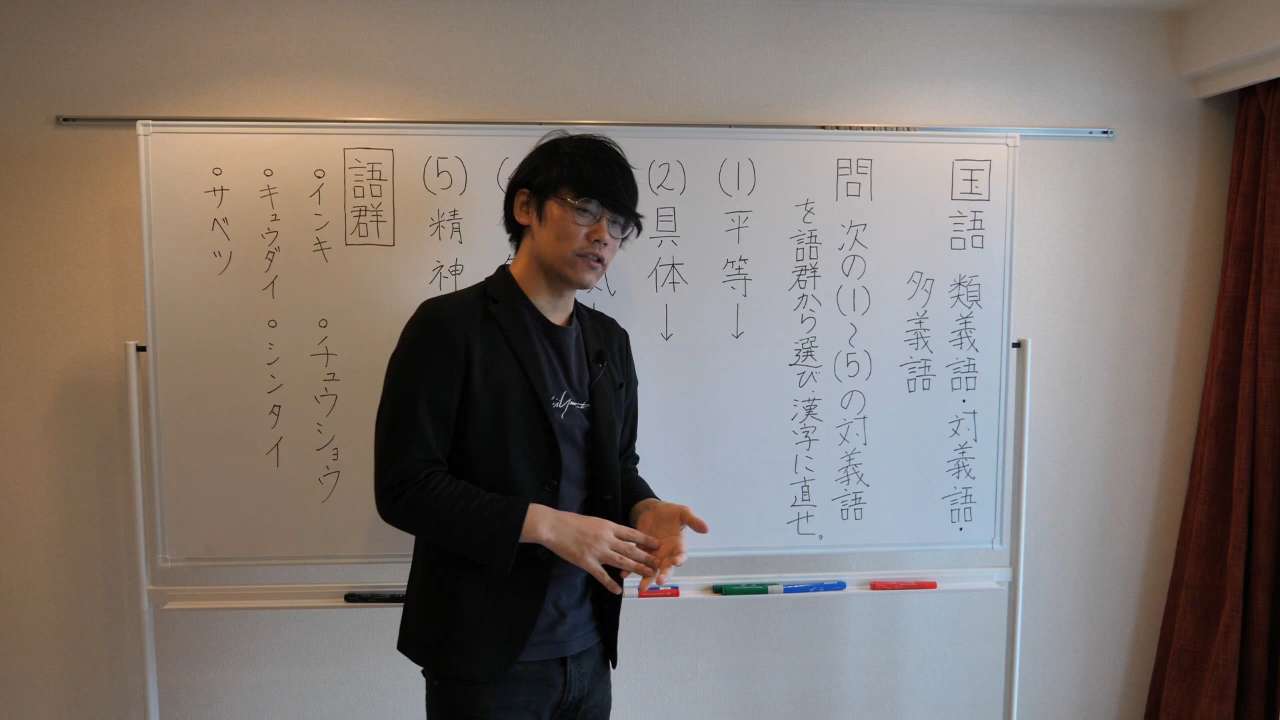 国語 類義語・対義語・
多義語
問 次の(1)～(5)の対義語
を語群から選び漢字に直せ。
(1) 平等→
(2) 具体→
気
(5) 精神
語群
。インキ 。チュウショウ
。キュウダイ 。シンタイ
。サベツ